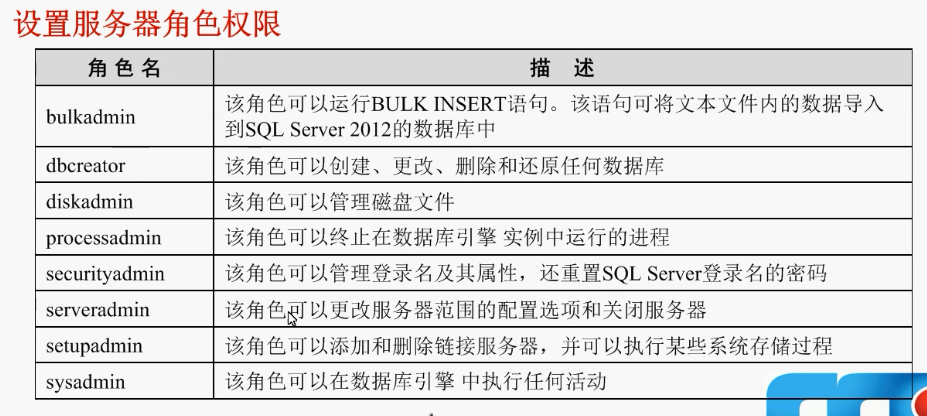 设置服务器角色权限
角 色 名 描 述
bulkadmin 该角色可以运行BULK INSERT语句。该语句可将文本文件内的数据导入
到SQL Server 2012的数据库中
dbcreator 该角色可以创建、更改、删除和还原任何数据库
diskadmin 该角色可以管理磁盘文件
processadmin 该角色可以终止在数据库引擎 实例中运行的进程
securityadmin 该角色可以管理登录名及其属性，还重置SQL Server登录名的密码
serveradmin 该角色可以更改服务器范围的配置选项和关闭服务器
setupadmin 该角色可以添加和删除链接服务器，并可以执行某些系统存储过程
sysadmin 该角色可以在数据库引擎 中执行任何活动